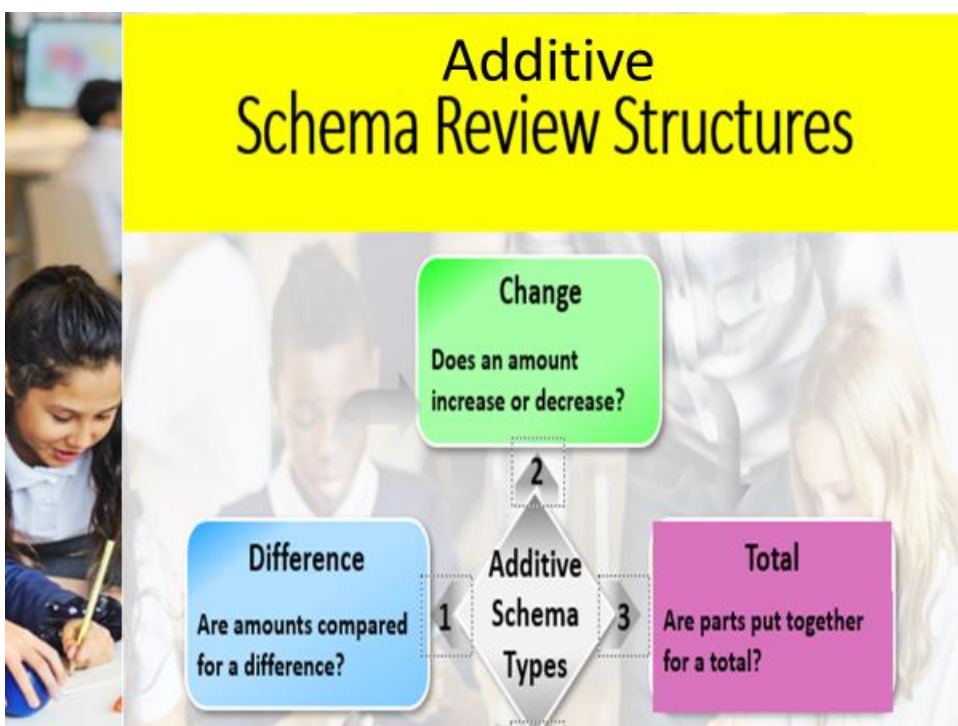 Additive
Schema Review Structures
Change
Does an amount
increase or decrease?
2
Difference
Are amounts compared
for a difference?
1
Additive
Schema
Types
3
Total
Are parts put together
for a total?